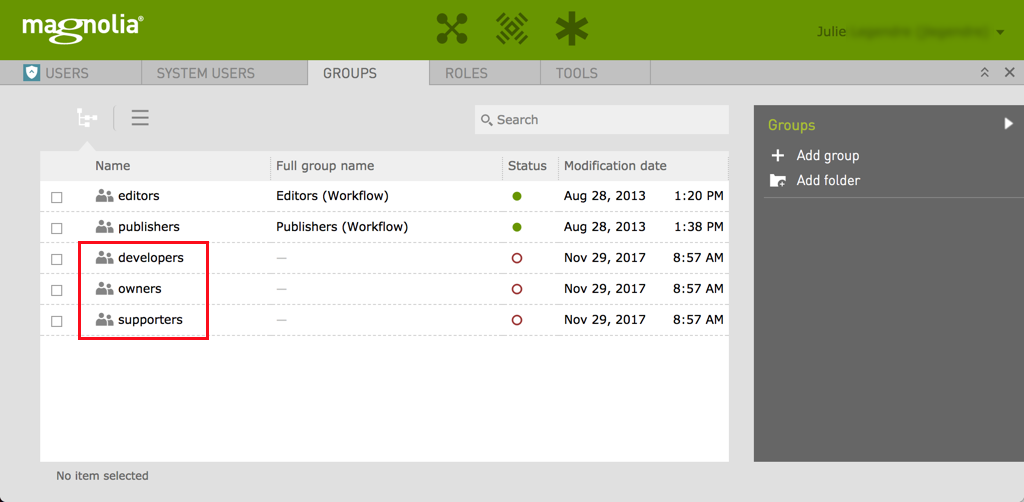 magnolia®
Julie
USERS SYSTEM USERS GROUPS ROLES TOOLS
Search
Groups
Add group
Add folder
Name Full group name Status Modification date
editors Editors (Workflow) Aug 28, 2013 1:20 PM
publishers Publishers (Workflow) Aug 28, 2013 1:38 PM
developers — Nov 29, 2017 8:57 AM
owners — Nov 29, 2017 8:57 AM
supporters — Nov 29, 2017 8:57 AM
No item selected